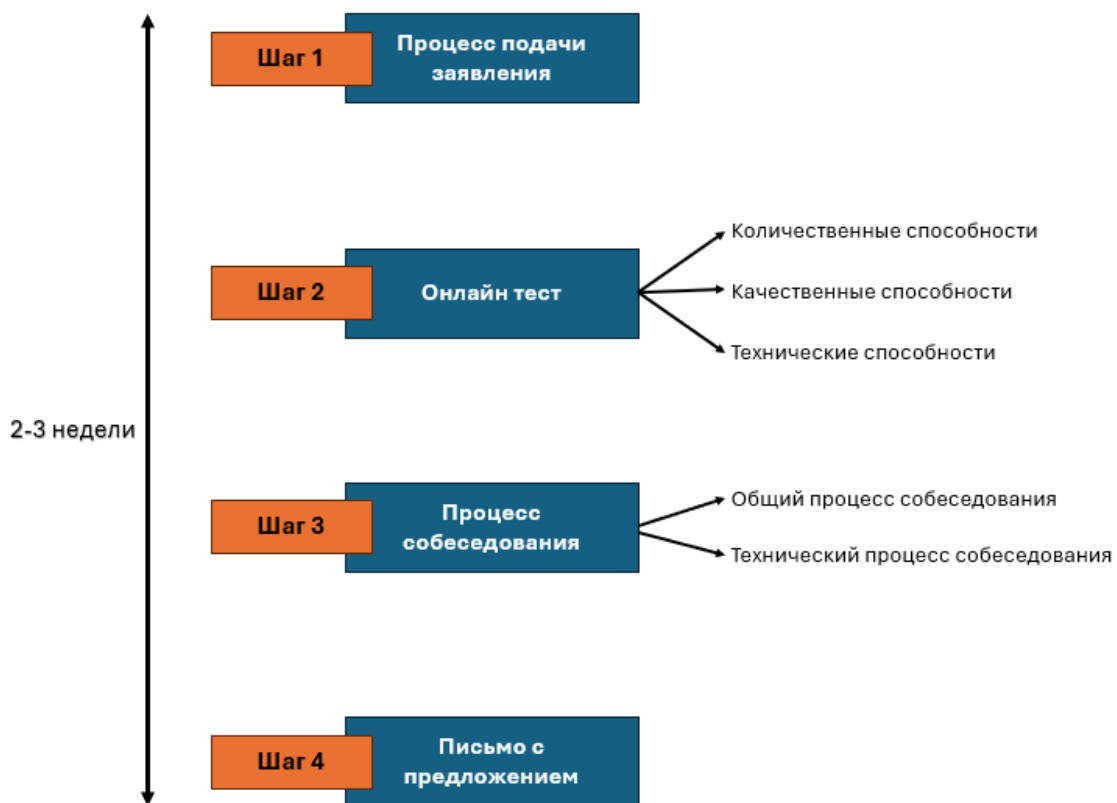 Шаг 1
Процесс подачи
заявления
Шаг 2
Онлайн тест
Количественные способности
Качественные способности
Технические способности
2-3 недели
Шаг 3
Процесс
собеседования
Общий процесс собеседования
Технический процесс собеседования
Шаг 4
Письмо с
предложением